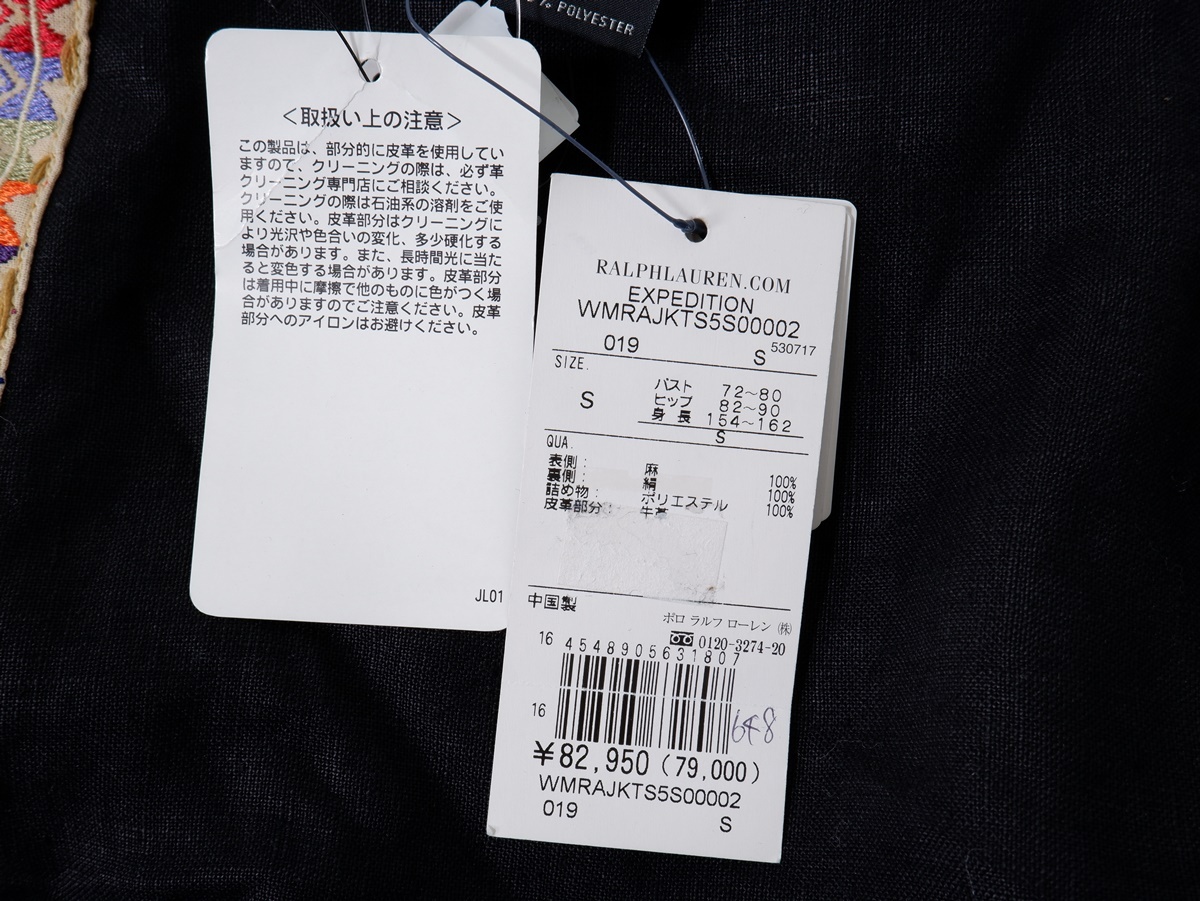 % POLYESTER
＜取扱い上の注意＞
この製品は、部分的に皮革を使用してい
ますので、クリーニングの際は、必ず革
クリーニング専門店にご相談ください。
クリーニングの際は石油系の溶剤をご使
用ください。皮革部分はクリーニングに
より光沢や色合いの変化、多少硬化する
場合があります。また、長時間光に当た
ると変色する場合があります。皮革部分
は着用中に摩擦で他のものに色がつく場
合がありますのでご注意ください。皮革
部分へのアイロンはお避けください。
JL01
RALPHLAUREN.COM
EXPEDITION
WMRAJKTS5S00002
019 S 530717
SIZE.
S
バスト 72～80
ヒップ 82～90
身長 154～162
S
QUA.
表側： 麻 100%
裏側： 絹 100%
詰め物： ポリエステル 100%
皮革部分： 牛革
中国製
ポロ ラルフ ローレン ㈱
0120-3274-20
16 4548905631807
16
648
¥82,950 (79,000)
WMRAJKTS5S00002
019 S